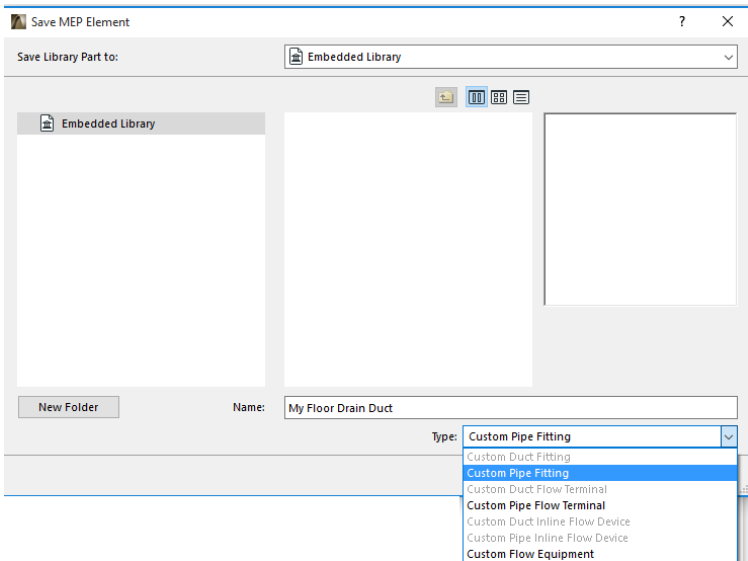 Save MEP Element
Save Library Part to:
Embedded Library
Embedded Library
New Folder
Name:
My Floor Drain Duct
Type:
Custom Pipe Fitting
Custom Duct Fitting
Custom Pipe Fitting
Custom Duct Flow Terminal
Custom Pipe Flow Terminal
Custom Duct Inline Flow Device
Custom Pipe Inline Flow Device
Custom Flow Equipment